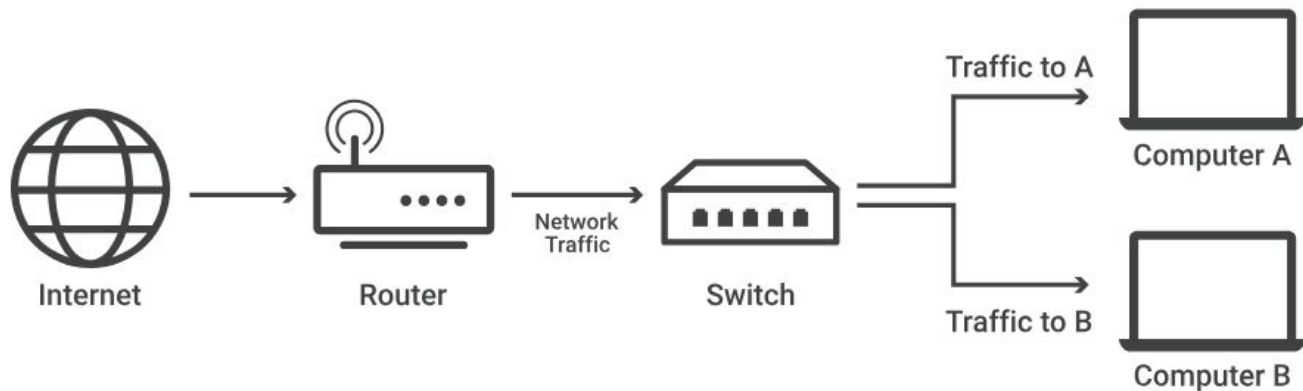 Internet
Router
Network
Traffic
Switch
Traffic to A
Computer A
Traffic to B
Computer B